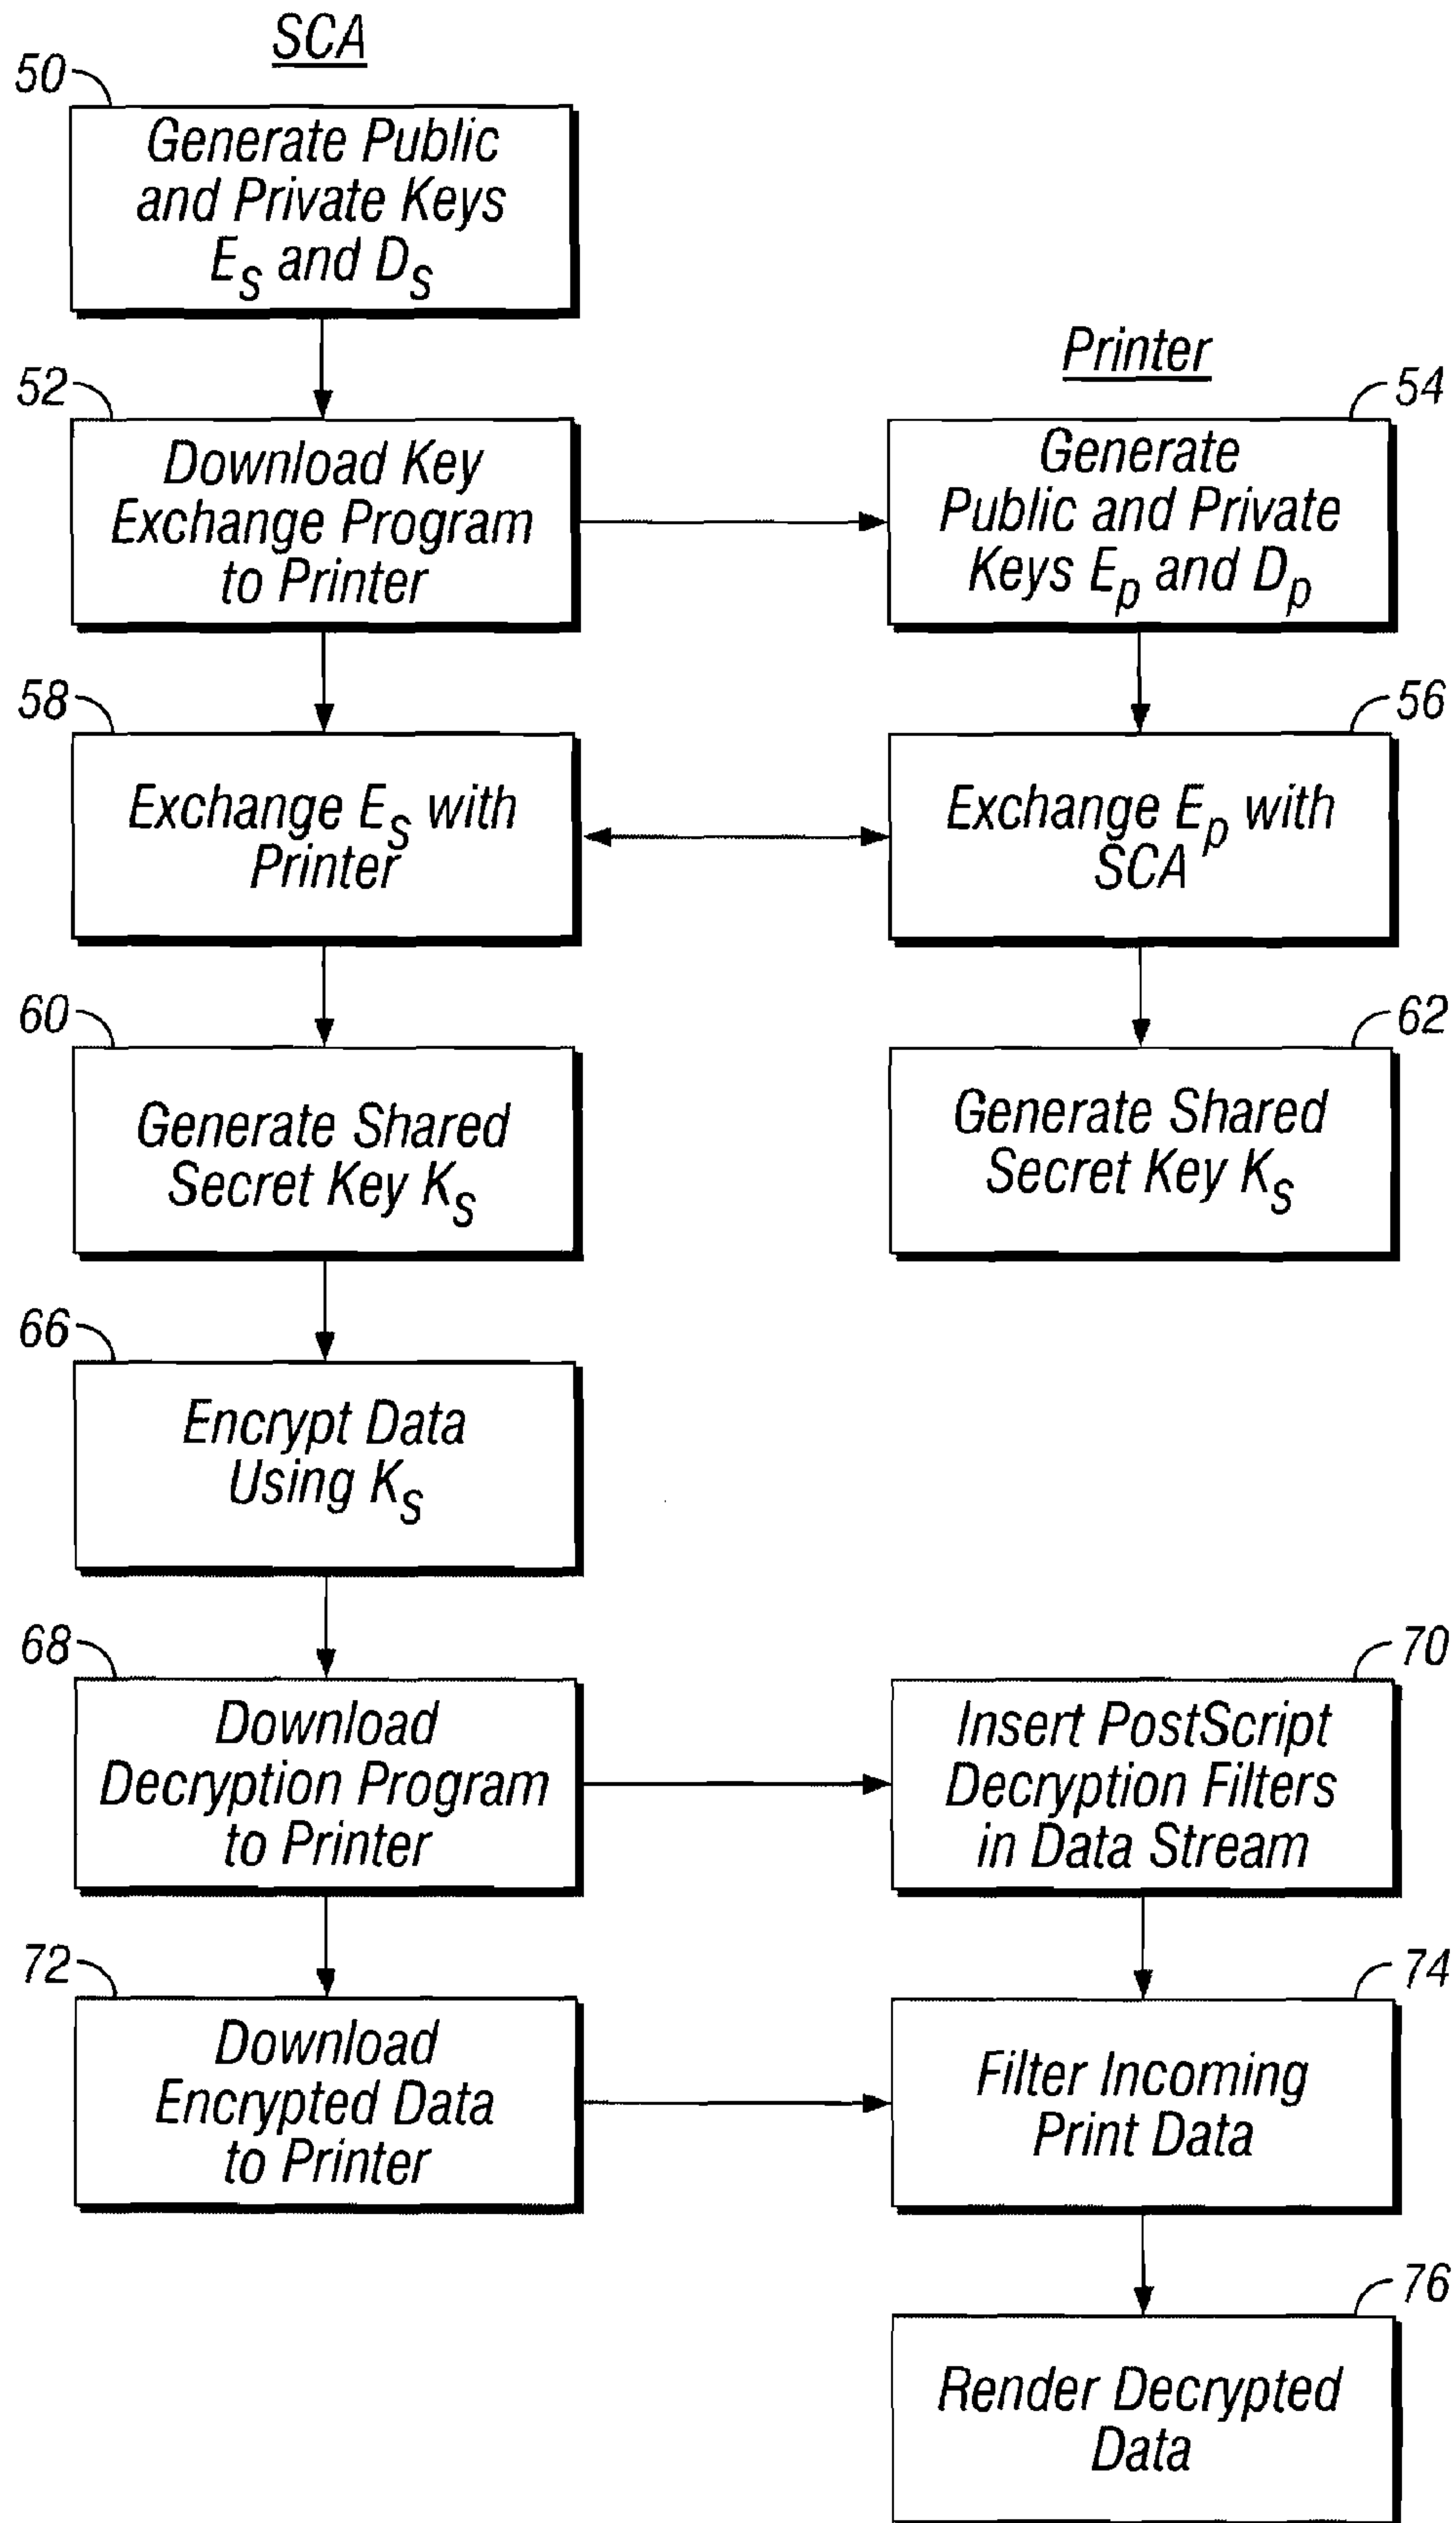 SCA
50
Generate Public
and Private Keys
Es and Ds
Printer
52
Download Key
Exchange Program
to Printer
54
Generate
Public and Private
Keys Ep and Dp
58
Exchange Es with
Printer
56
Exchange Ep with
SCA
60
Generate Shared
Secret Key Ks
62
Generate Shared
Secret Key Ks
66
Encrypt Data
Using Ks
68
Download
Decryption Program
to Printer
70
Insert PostScript
Decryption Filters
in Data Stream
72
Download
Encrypted Data
to Printer
74
Filter Incoming
Print Data
76
Render Decrypted
Data